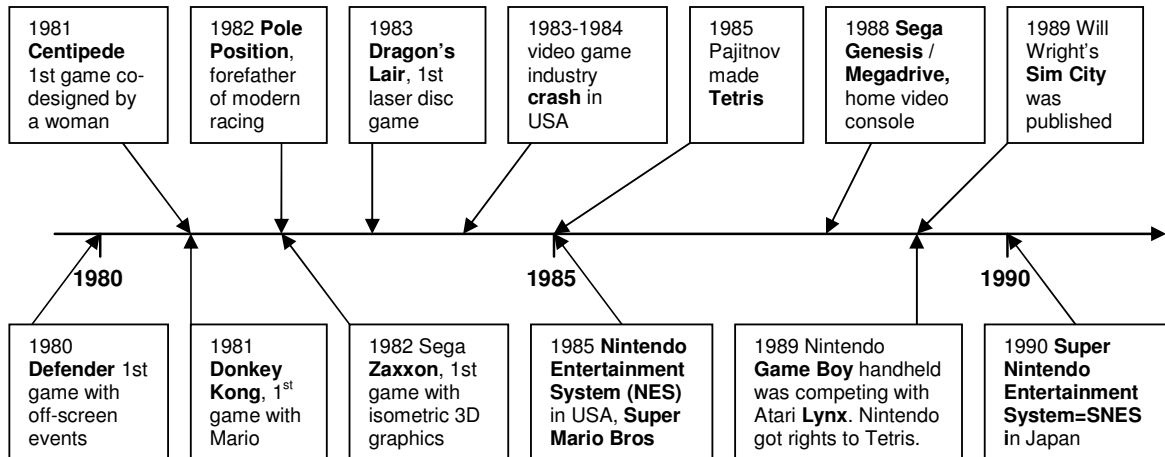 1981
Centipede
1st game co-
designed by
a woman
1982 Pole
Position,
forefather
of modern
racing
1983
Dragon's
Lair, 1st
laser disc
game
1983-1984
video game
industry
crash in
USA
1985
Pajitnov
made
Tetris
1988 Sega
Genesis /
Megadrive,
home video
console
1989 Will
Wright's
Sim City
was
published
1980
1985
1990
1980
Defender 1st
game with
off-screen
events
1981
Donkey
Kong, 1st
game with
Mario
1982 Sega
Zaxxon, 1st
game with
isometric 3D
graphics
1985 Nintendo
Entertainment
System (NES)
in USA, Super
Mario Bros
1989 Nintendo
Game Boy handheld
was competing with
Atari Lynx. Nintendo
got rights to Tetris.
1990 Super
Nintendo
Entertainment
System=SNES
in Japan